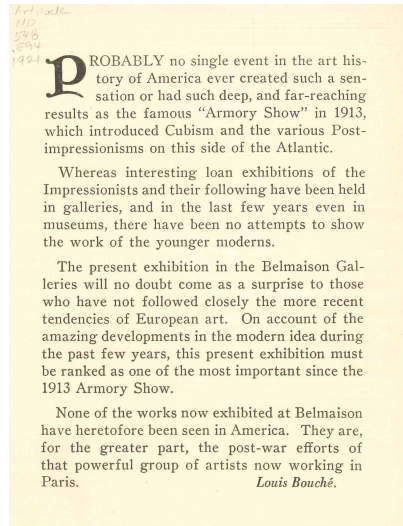 Artlock
ND
548
.E94
1921
PROBABLY no single event in the art his-
tory of America ever created such a sen-
sation or had such deep, and far-reaching
results as the famous “Armory Show” in 1913,
which introduced Cubism and the various Post-
impressionisms on this side of the Atlantic.
Whereas interesting loan exhibitions of the
Impressionists and their following have been held
in galleries, and in the last few years even in
museums, there have been no attempts to show
the work of the younger moderns.
The present exhibition in the Belmaison Gal-
leries will no doubt come as a surprise to those
who have not followed closely the more recent
tendencies of European art. On account of the
amazing developments in the modern idea during
the past few years, this present exhibition must
be ranked as one of the most important since the
1913 Armory Show.
None of the works now exhibited at Belmaison
have heretofore been seen in America. They are,
for the greater part, the post-war efforts of
that powerful group of artists now working in
Paris. Louis Bouché.